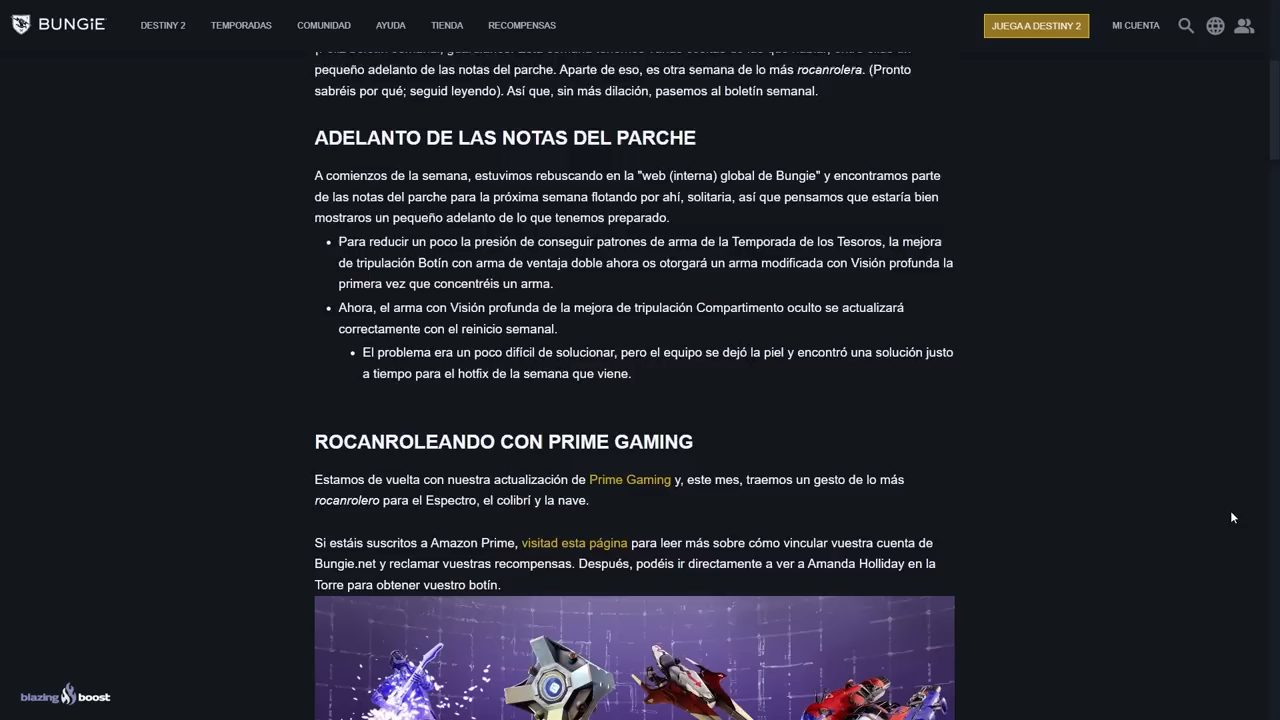 BUNGiE
DESTINY 2
TEMPORADAS
COMUNIDAD
AYUDA
TIENDA
RECOMPENSAS
JUEGA A DESTINY 2
MI CUENTA
pequeño adelanto de las notas del parche. Aparte de eso, es otra semana de lo más rocanrolera. (Pronto
sabréis por qué; seguid leyendo). Así que, sin más dilación, pasemos al boletín semanal.
ADELANTO DE LAS NOTAS DEL PARCHE
A comienzos de la semana, estuvimos rebuscando en la "web (interna) global de Bungie" y encontramos parte
de las notas del parche para la próxima semana flotando por ahí, solitaria, así que pensamos que estaría bien
mostraros un pequeño adelanto de lo que tenemos preparado.
• Para reducir un poco la presión de conseguir patrones de arma de la Temporada de los Tesoros, la mejora
de tripulación Botín con arma de ventaja doble ahora os otorgará un arma modificada con Visión profunda la
primera vez que concentréis un arma.
• Ahora, el arma con Visión profunda de la mejora de tripulación Compartimento oculto se actualizará
correctamente con el reinicio semanal.
• El problema era un poco difícil de solucionar, pero el equipo se dejó la piel y encontró una solución justo
a tiempo para el hotfix de la semana que viene.
ROCANROLEANDO CON PRIME GAMING
Estamos de vuelta con nuestra actualización de Prime Gaming y, este mes, traemos un gesto de lo más
rocanrolero para el Espectro, el colibrí y la nave.
Si estáis suscritos a Amazon Prime, visitad esta página para leer más sobre cómo vincular vuestra cuenta de
Bungie.net y reclamar vuestras recompensas. Después, podéis ir directamente a ver a Amanda Holliday en la
Torre para obtener vuestro botín.
blazing boost